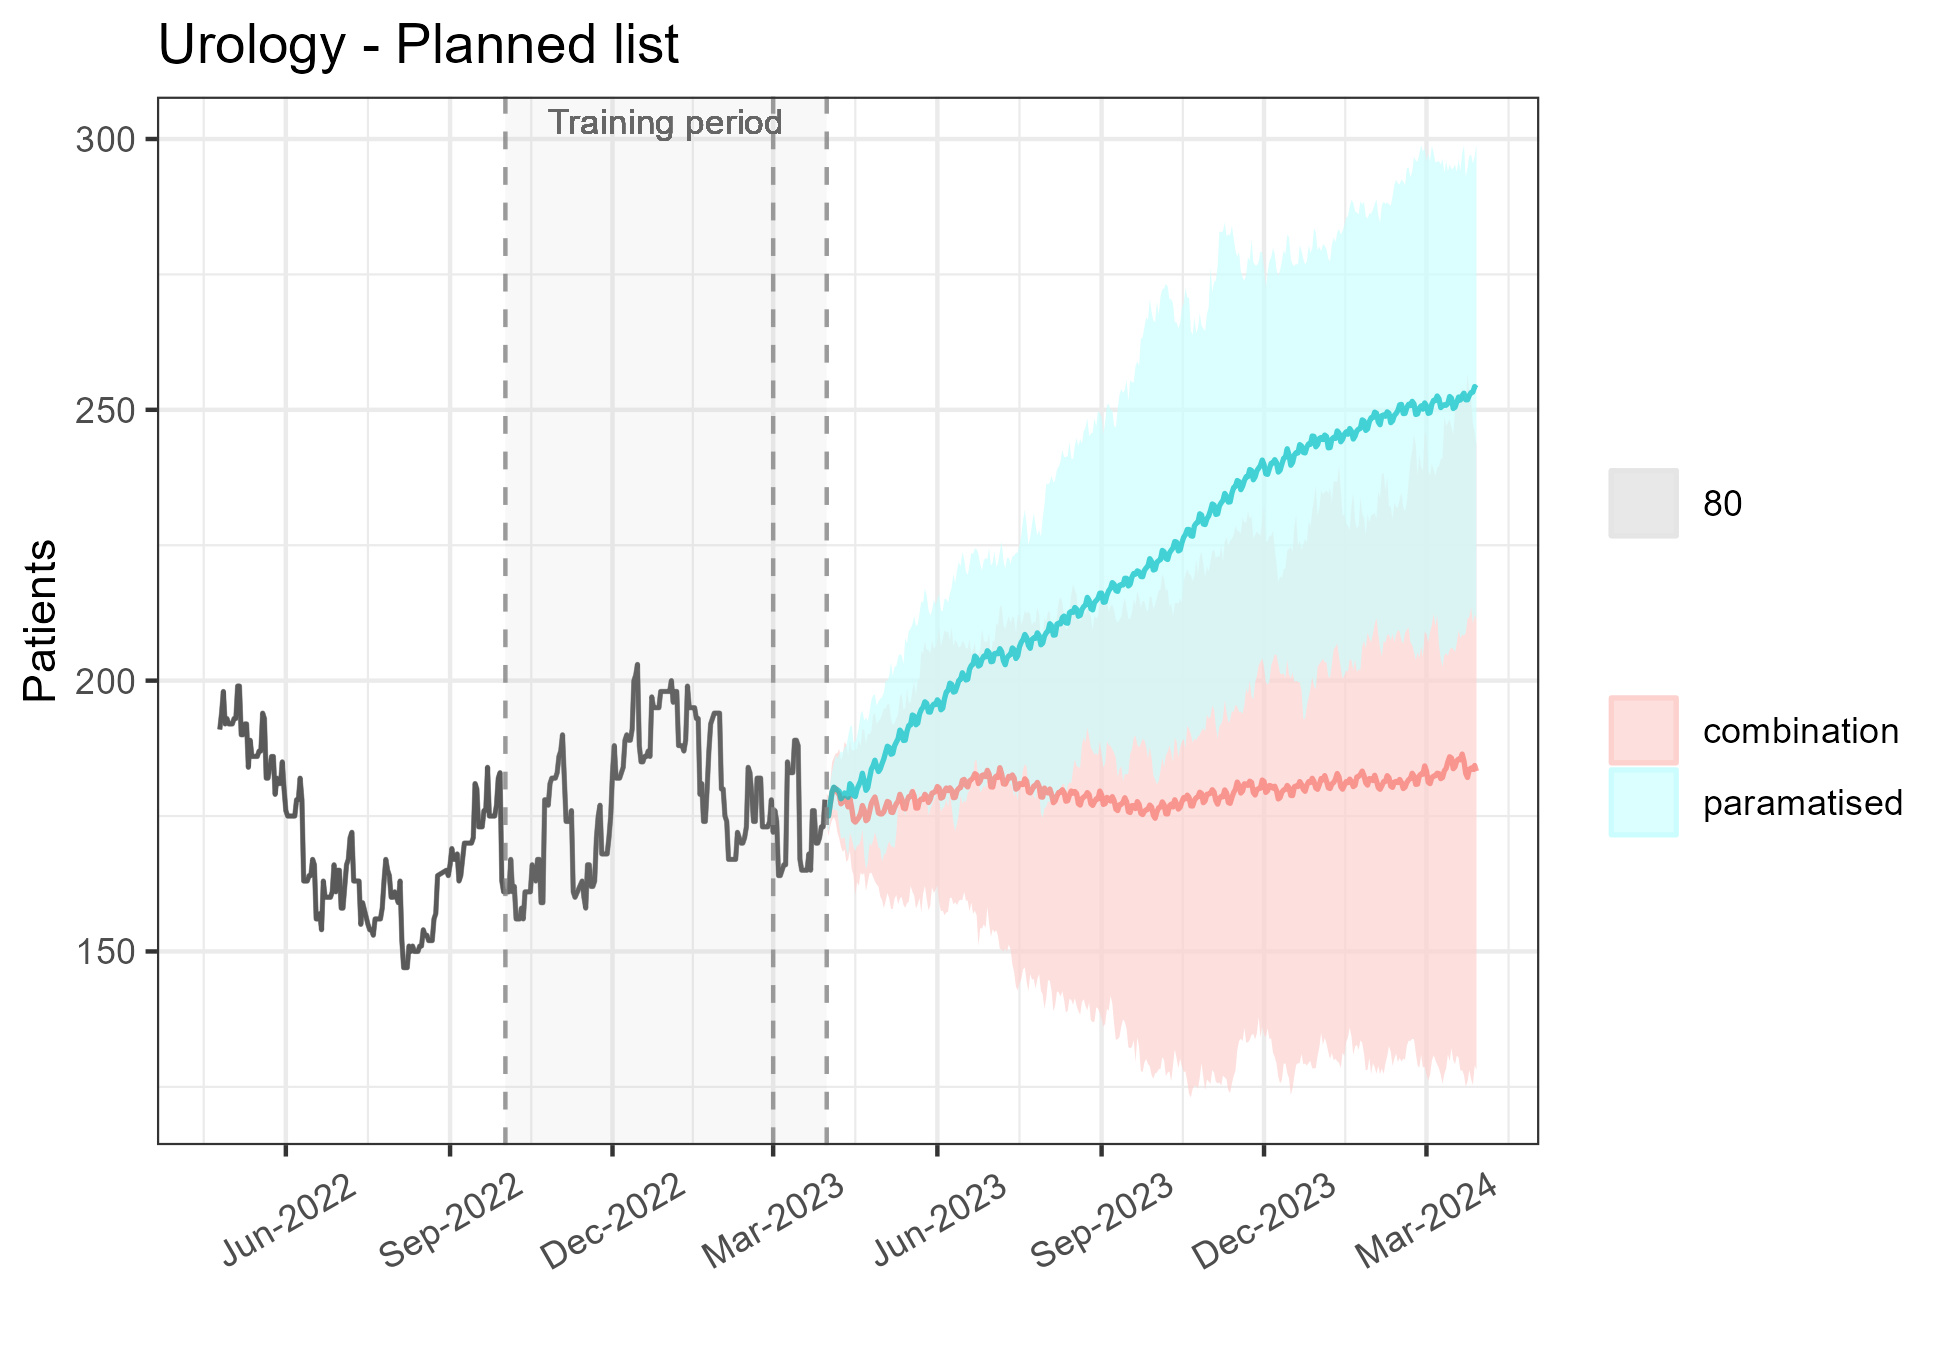 Urology - Planned list
Training period
300
250
200
150
Patients
Jun-2022
Sep-2022
Dec-2022
Mar-2023
Jun-2023
Sep-2023
Dec-2023
Mar-2024
80
combination
paramatised